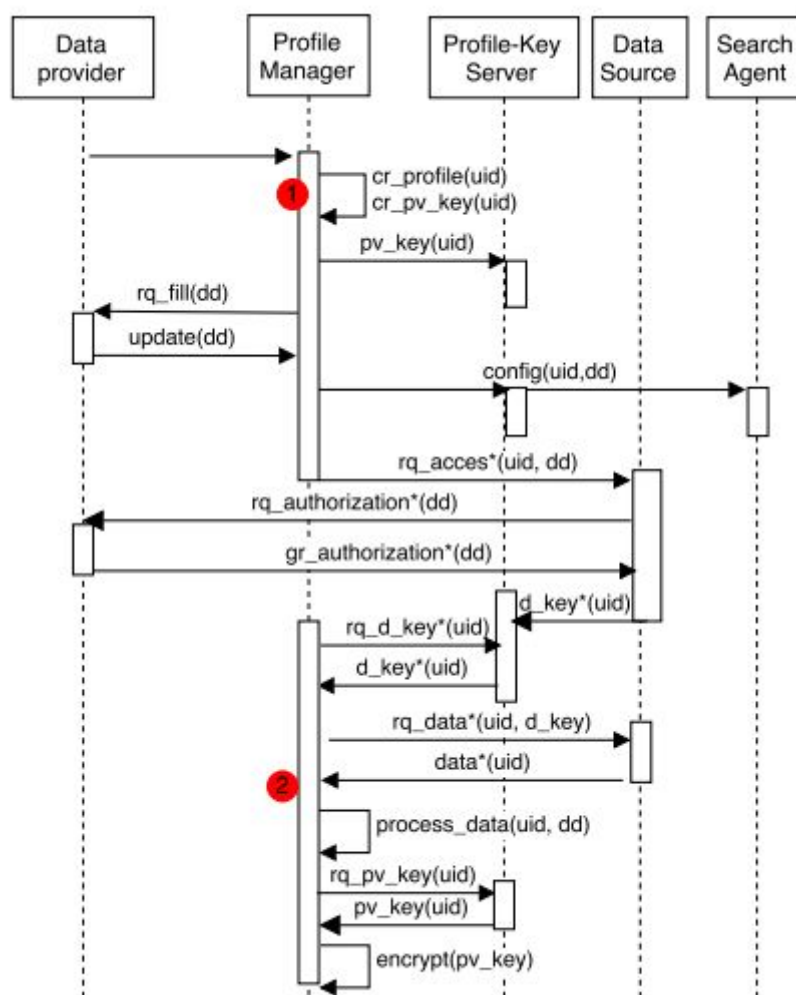 Data
provider
Profile
Manager
Profile-Key
Server
Data
Source
Search
Agent
1
cr_profile(uid)
cr_pv_key(uid)
pv_key(uid)
rq_fill(dd)
update(dd)
config(uid,dd)
rq_acces*(uid, dd)
rq_authorization*(dd)
gr_authorization*(dd)
d_key*(uid)
rq_d_key*(uid)
d_key*(uid)
rq_data*(uid, d_key)
data*(uid)
2
process_data(uid, dd)
rq_pv_key(uid)
pv_key(uid)
encrypt(pv_key)